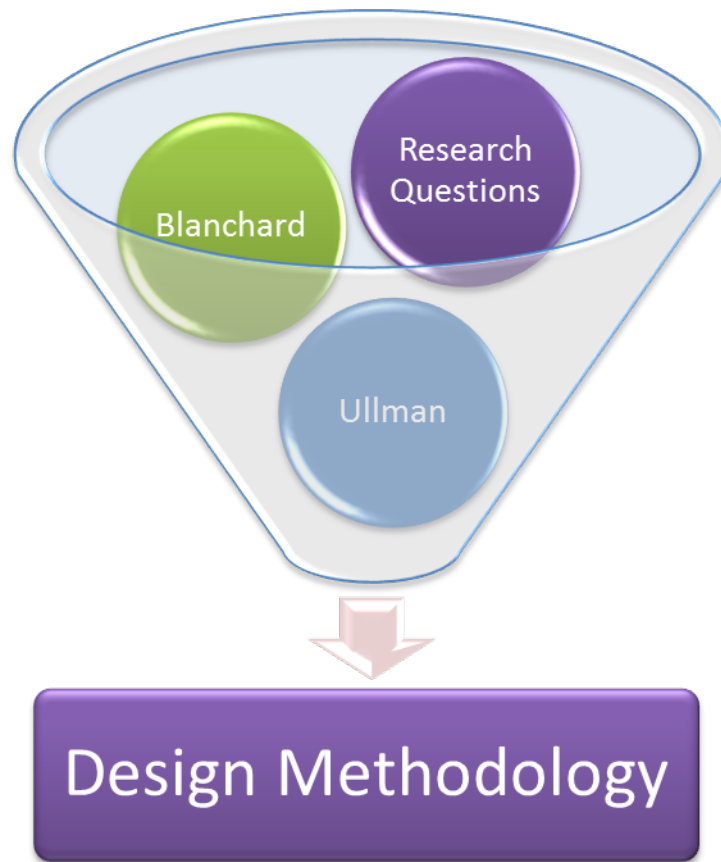 Research
Questions
Blanchard
Ullman
Design Methodology